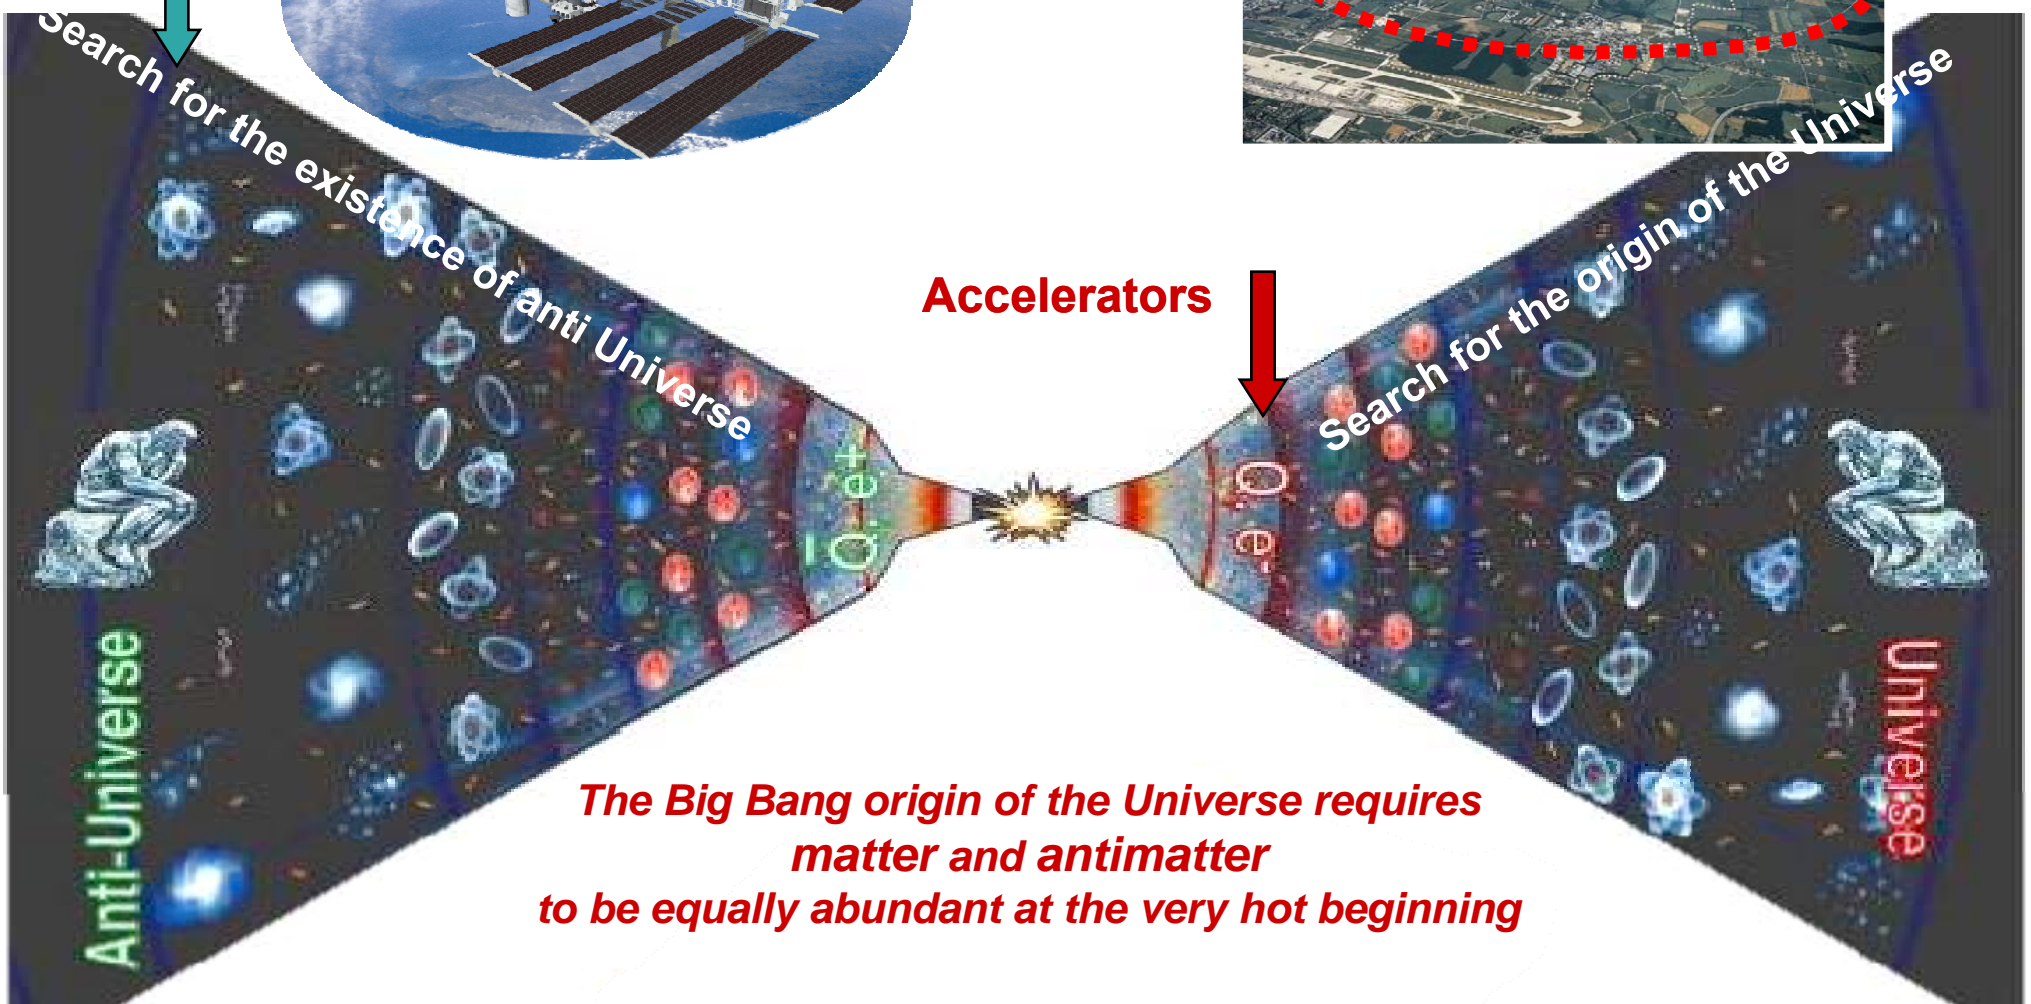 Search for the existence of anti Universe
Search for the origin of the Universe
Accelerators
Q̅, e+
Q, e-
Anti-Universe
Universe
The Big Bang origin of the Universe requires
matter and antimatter
to be equally abundant at the very hot beginning